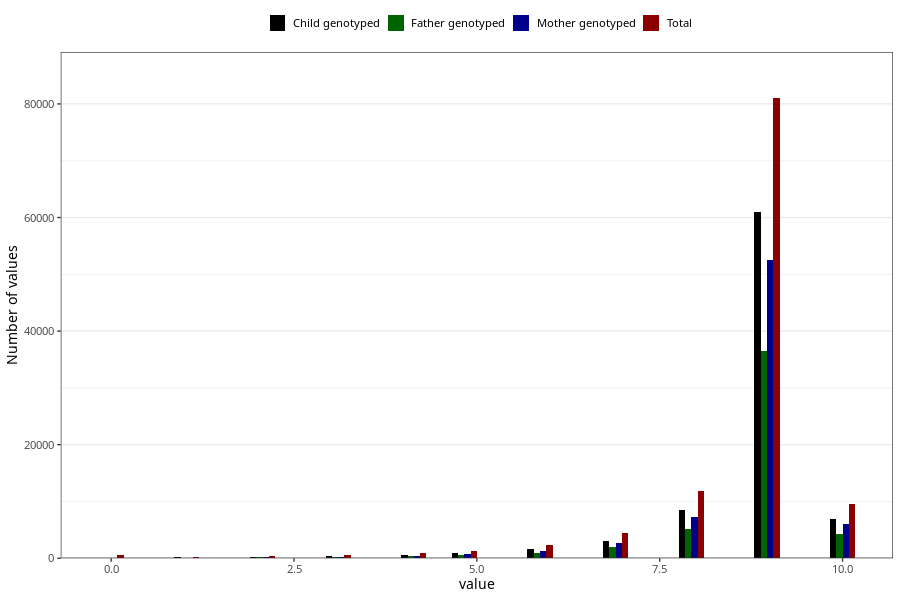 Child genotyped Father genotyped Mother genotyped Total
Number of values
80000
60000
40000
20000
0
0.0 2.5 5.0 7.5 10.0
value